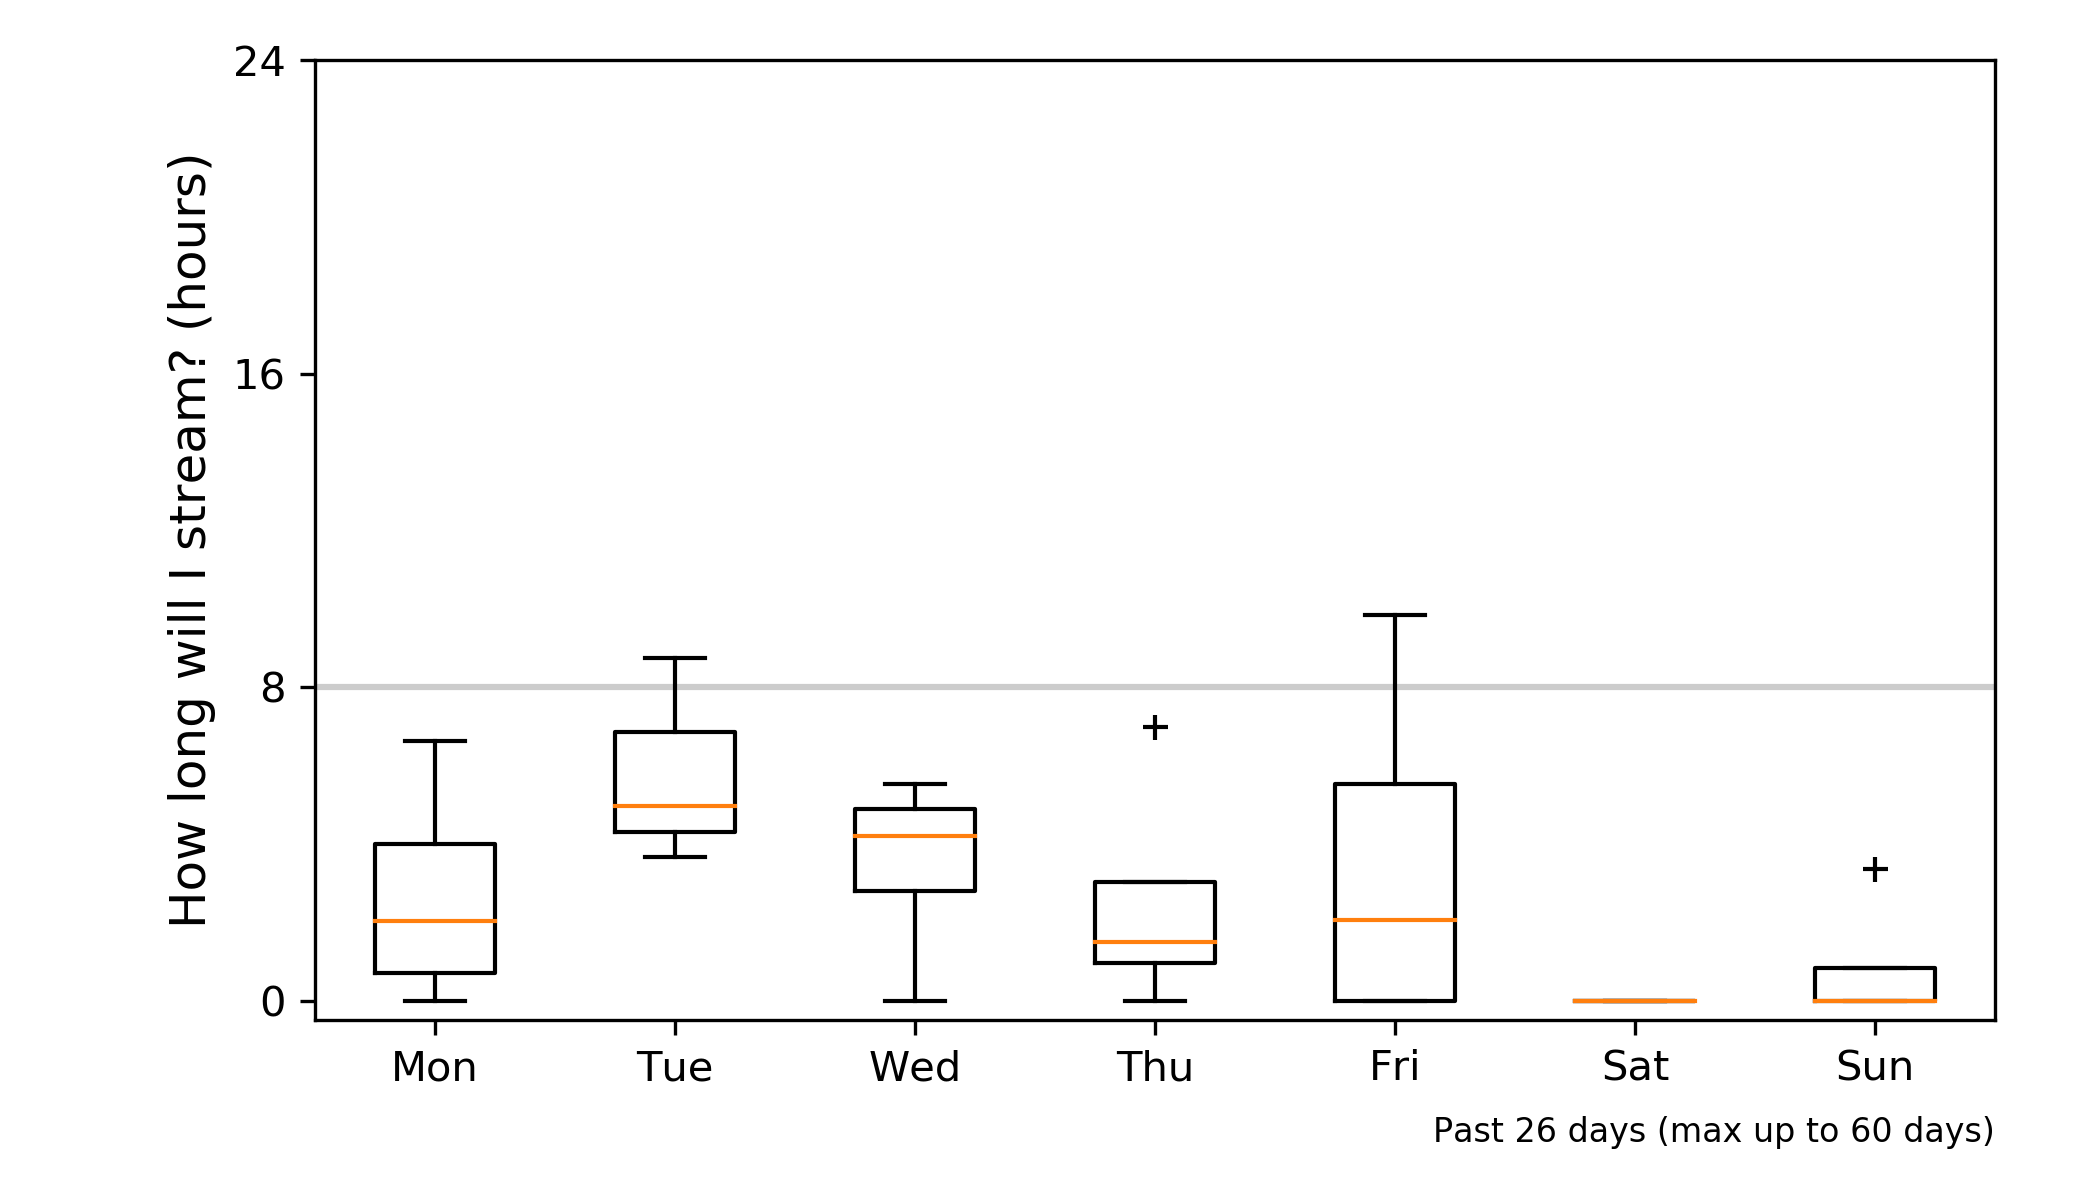 How long will I stream? (hours)
24
16
8
0
Mon Tue Wed Thu Fri Sat Sun
Past 26 days (max up to 60 days)